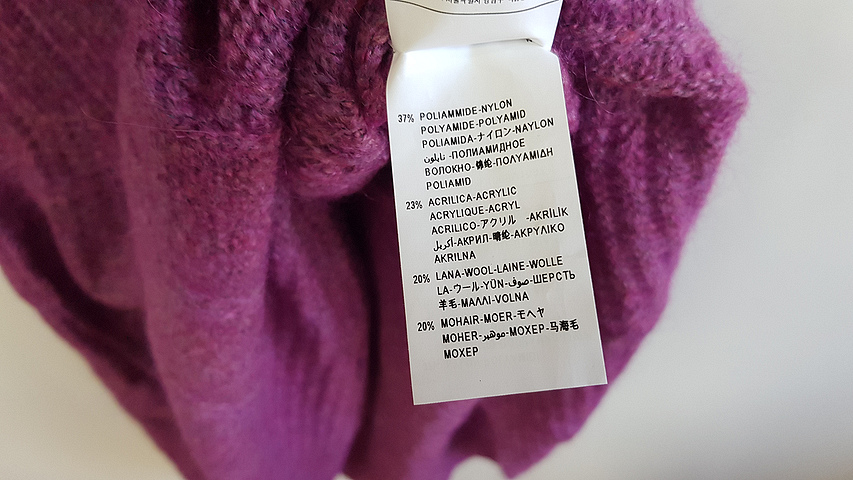 37% POLIAMMIDE-NYLON
POLYAMIDE-POLYAMID
POLIAMIDA-ナイロン-NAYLON
نايلون-ПОЛИАМИДНОЕ
ВОЛОКНО-锦纶-ΠΟΛΥΑΜΙΔΗ
POLIAMID
23% ACRILICA-ACRYLIC
ACRYLIQUE-ACRYL
ACRILICO-アクリル -AKRİLİK
أكريل-АКРИЛ-晴纶-ΑΚΡΥΛΙΚΟ
AKRILNA
20% LANA-WOOL-LAINE-WOLLE
LA-ウール-YÜN-صوف-ШЕРСТЬ
羊毛-ΜΑΛΛΙ-VOLNA
20% MOHAIR-MOER-モヘヤ
MOHER-موهير-МОХЕР-马海毛
ΜΟΧΕΡ